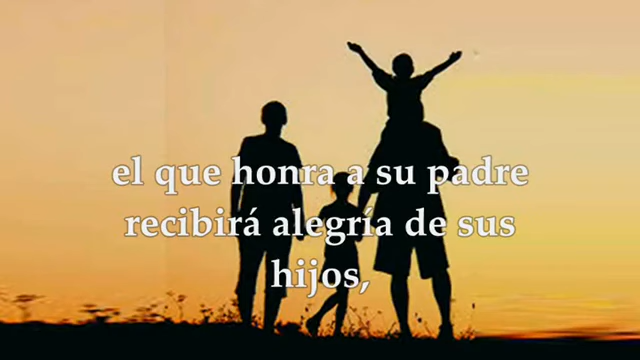 el que honra a su padre
recibirá alegría de sus
hijos,